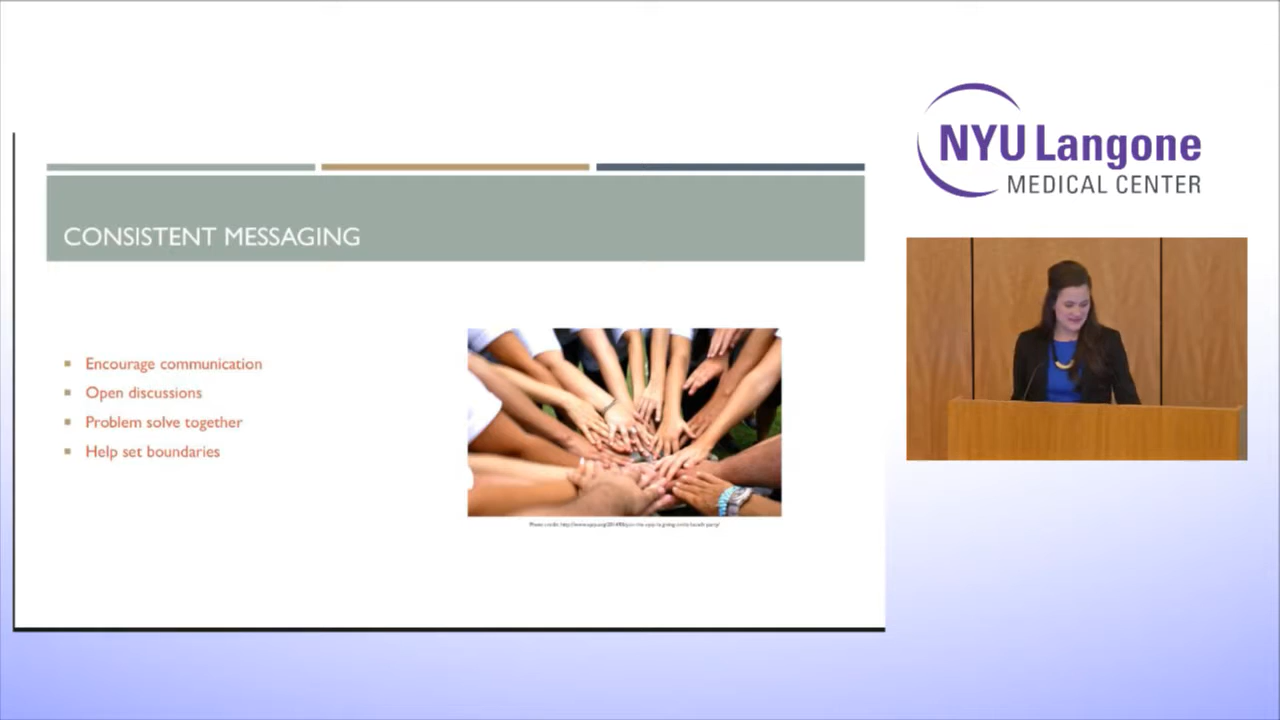 NYU Langone
MEDICAL CENTER
CONSISTENT MESSAGING
Encourage communication
Open discussions
Problem solve together
Help set boundaries